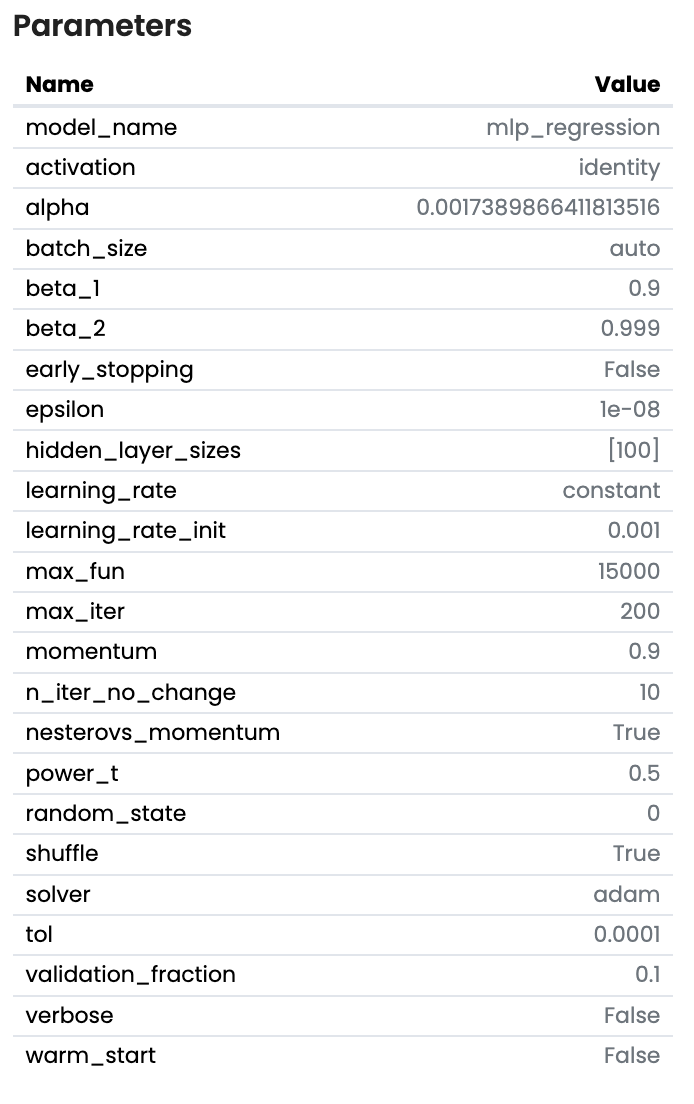 Parameters
Name Value
model_name mlp_regression
activation identity
alpha 0.0017389866411813516
batch_size auto
beta_1 0.9
beta_2 0.999
early_stopping False
epsilon 1e-08
hidden_layer_sizes [100]
learning_rate constant
learning_rate_init 0.001
max_fun 15000
max_iter 200
momentum 0.9
n_iter_no_change 10
nesterovs_momentum True
power_t 0.5
random_state 0
shuffle True
solver adam
tol 0.0001
validation_fraction 0.1
verbose False
warm_start False